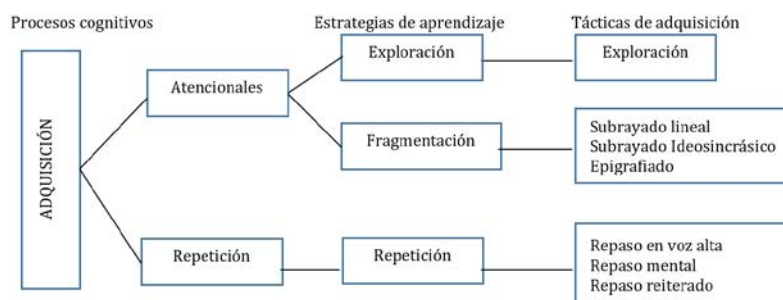 Procesos cognitivos
Estrategias de aprendizaje
Tácticas de adquisición
ADQUISICIÓN
Atencionales
Exploración
Exploración
Fragmentación
Subrayado lineal
Subrayado Ideosincrásico
Epigrafiado
Repetición
Repetición
Repaso en voz alta
Repaso mental
Repaso reiterado